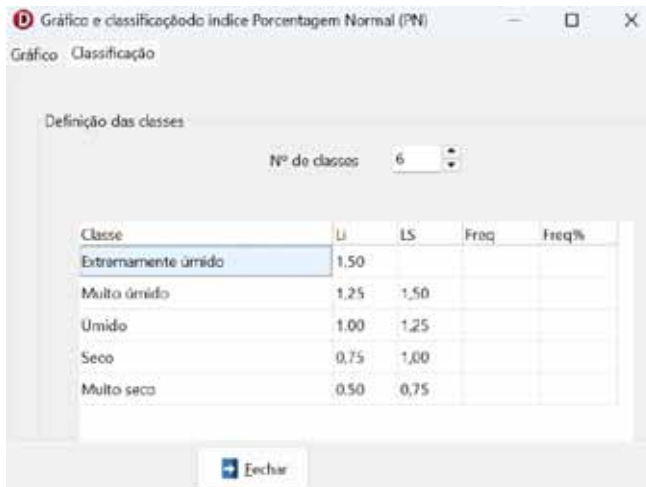 D Gráfico e classificaçãodo indice Porcentagem Normal (PN)
Gráfico Classificação
Definição das classes
Nº de classes 6
Classe Li LS Freq Freq%
Extremamente úmido 1,50
Muito úmido 1,25 1,50
Úmido 1.00 1,25
Seco 0,75 1,00
Muito seco 0.50 0,75
Fechar